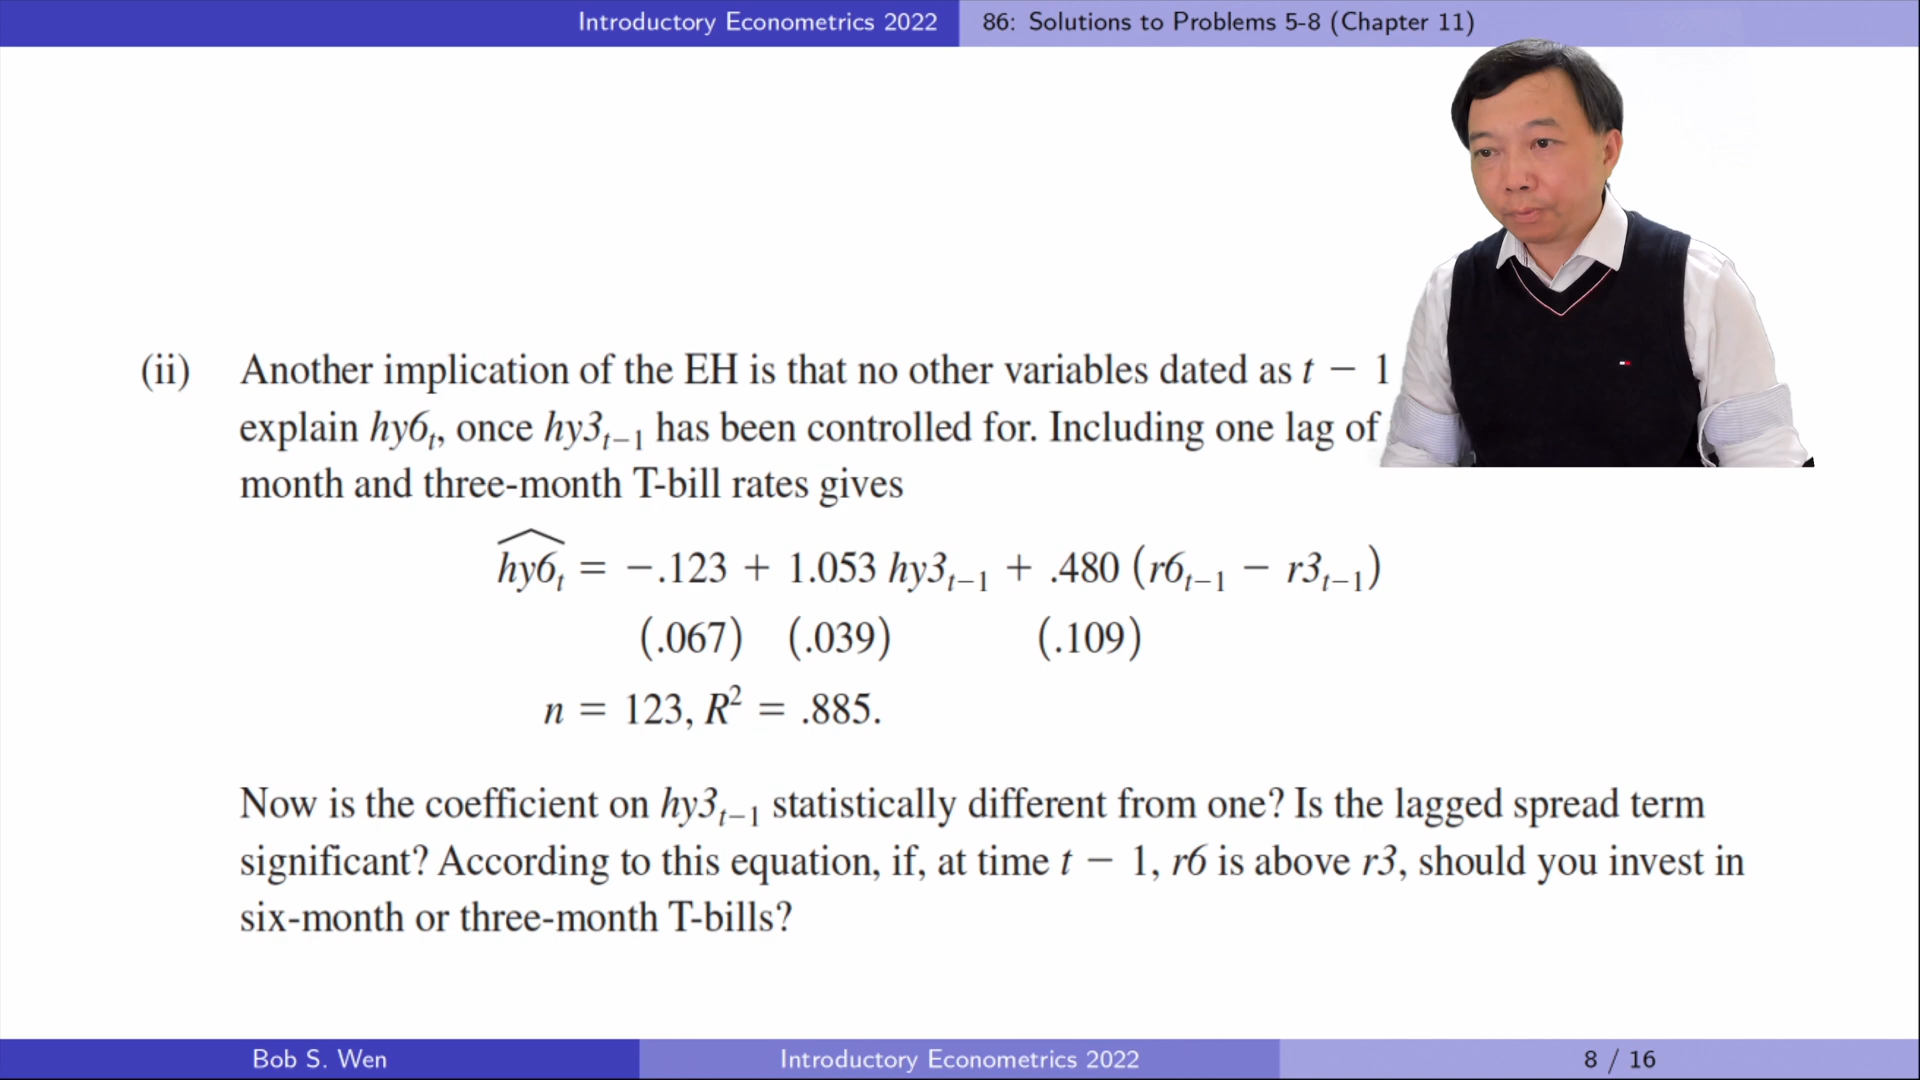 Introductory Econometrics 2022 86: Solutions to Problems 5-8 (Chapter 11)
(ii) Another implication of the EH is that no other variables dated as t − 1
explain hy6ₜ, once hy3ₜ₋₁ has been controlled for. Including one lag of
month and three-month T-bill rates gives
\widehat{hy6ₜ} = −.123 + 1.053 hy3ₜ₋₁ + .480 (r6ₜ₋₁ − r3ₜ₋₁)
(.067) (.039) (.109)
n = 123, R² = .885.
Now is the coefficient on hy3ₜ₋₁ statistically different from one? Is the lagged spread term
significant? According to this equation, if, at time t − 1, r6 is above r3, should you invest in
six-month or three-month T-bills?
Bob S. Wen Introductory Econometrics 2022 8 / 16